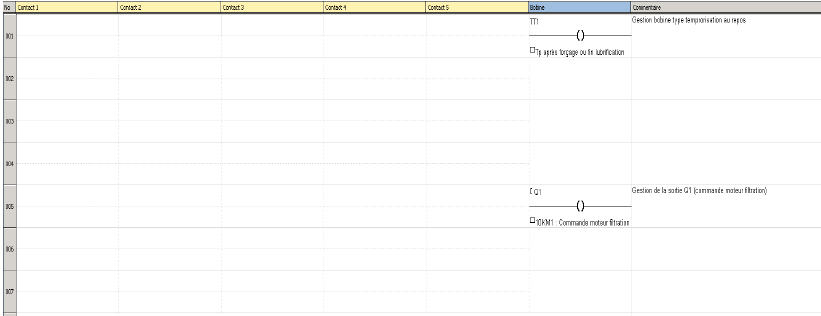 No Contact 1 Contact 2 Contact 3 Contact 4 Contact 5 Bobine Commentaire
TT1 Gestion bobine type temprorisation au repos
001 ( )
Tp après forçage ou fin lubrification
002
003
004
[ Q1 Gestion de la sortie Q1 (commande moteur filtration)
005 ( )
10KM1 : Commande moteur filtration
006
007